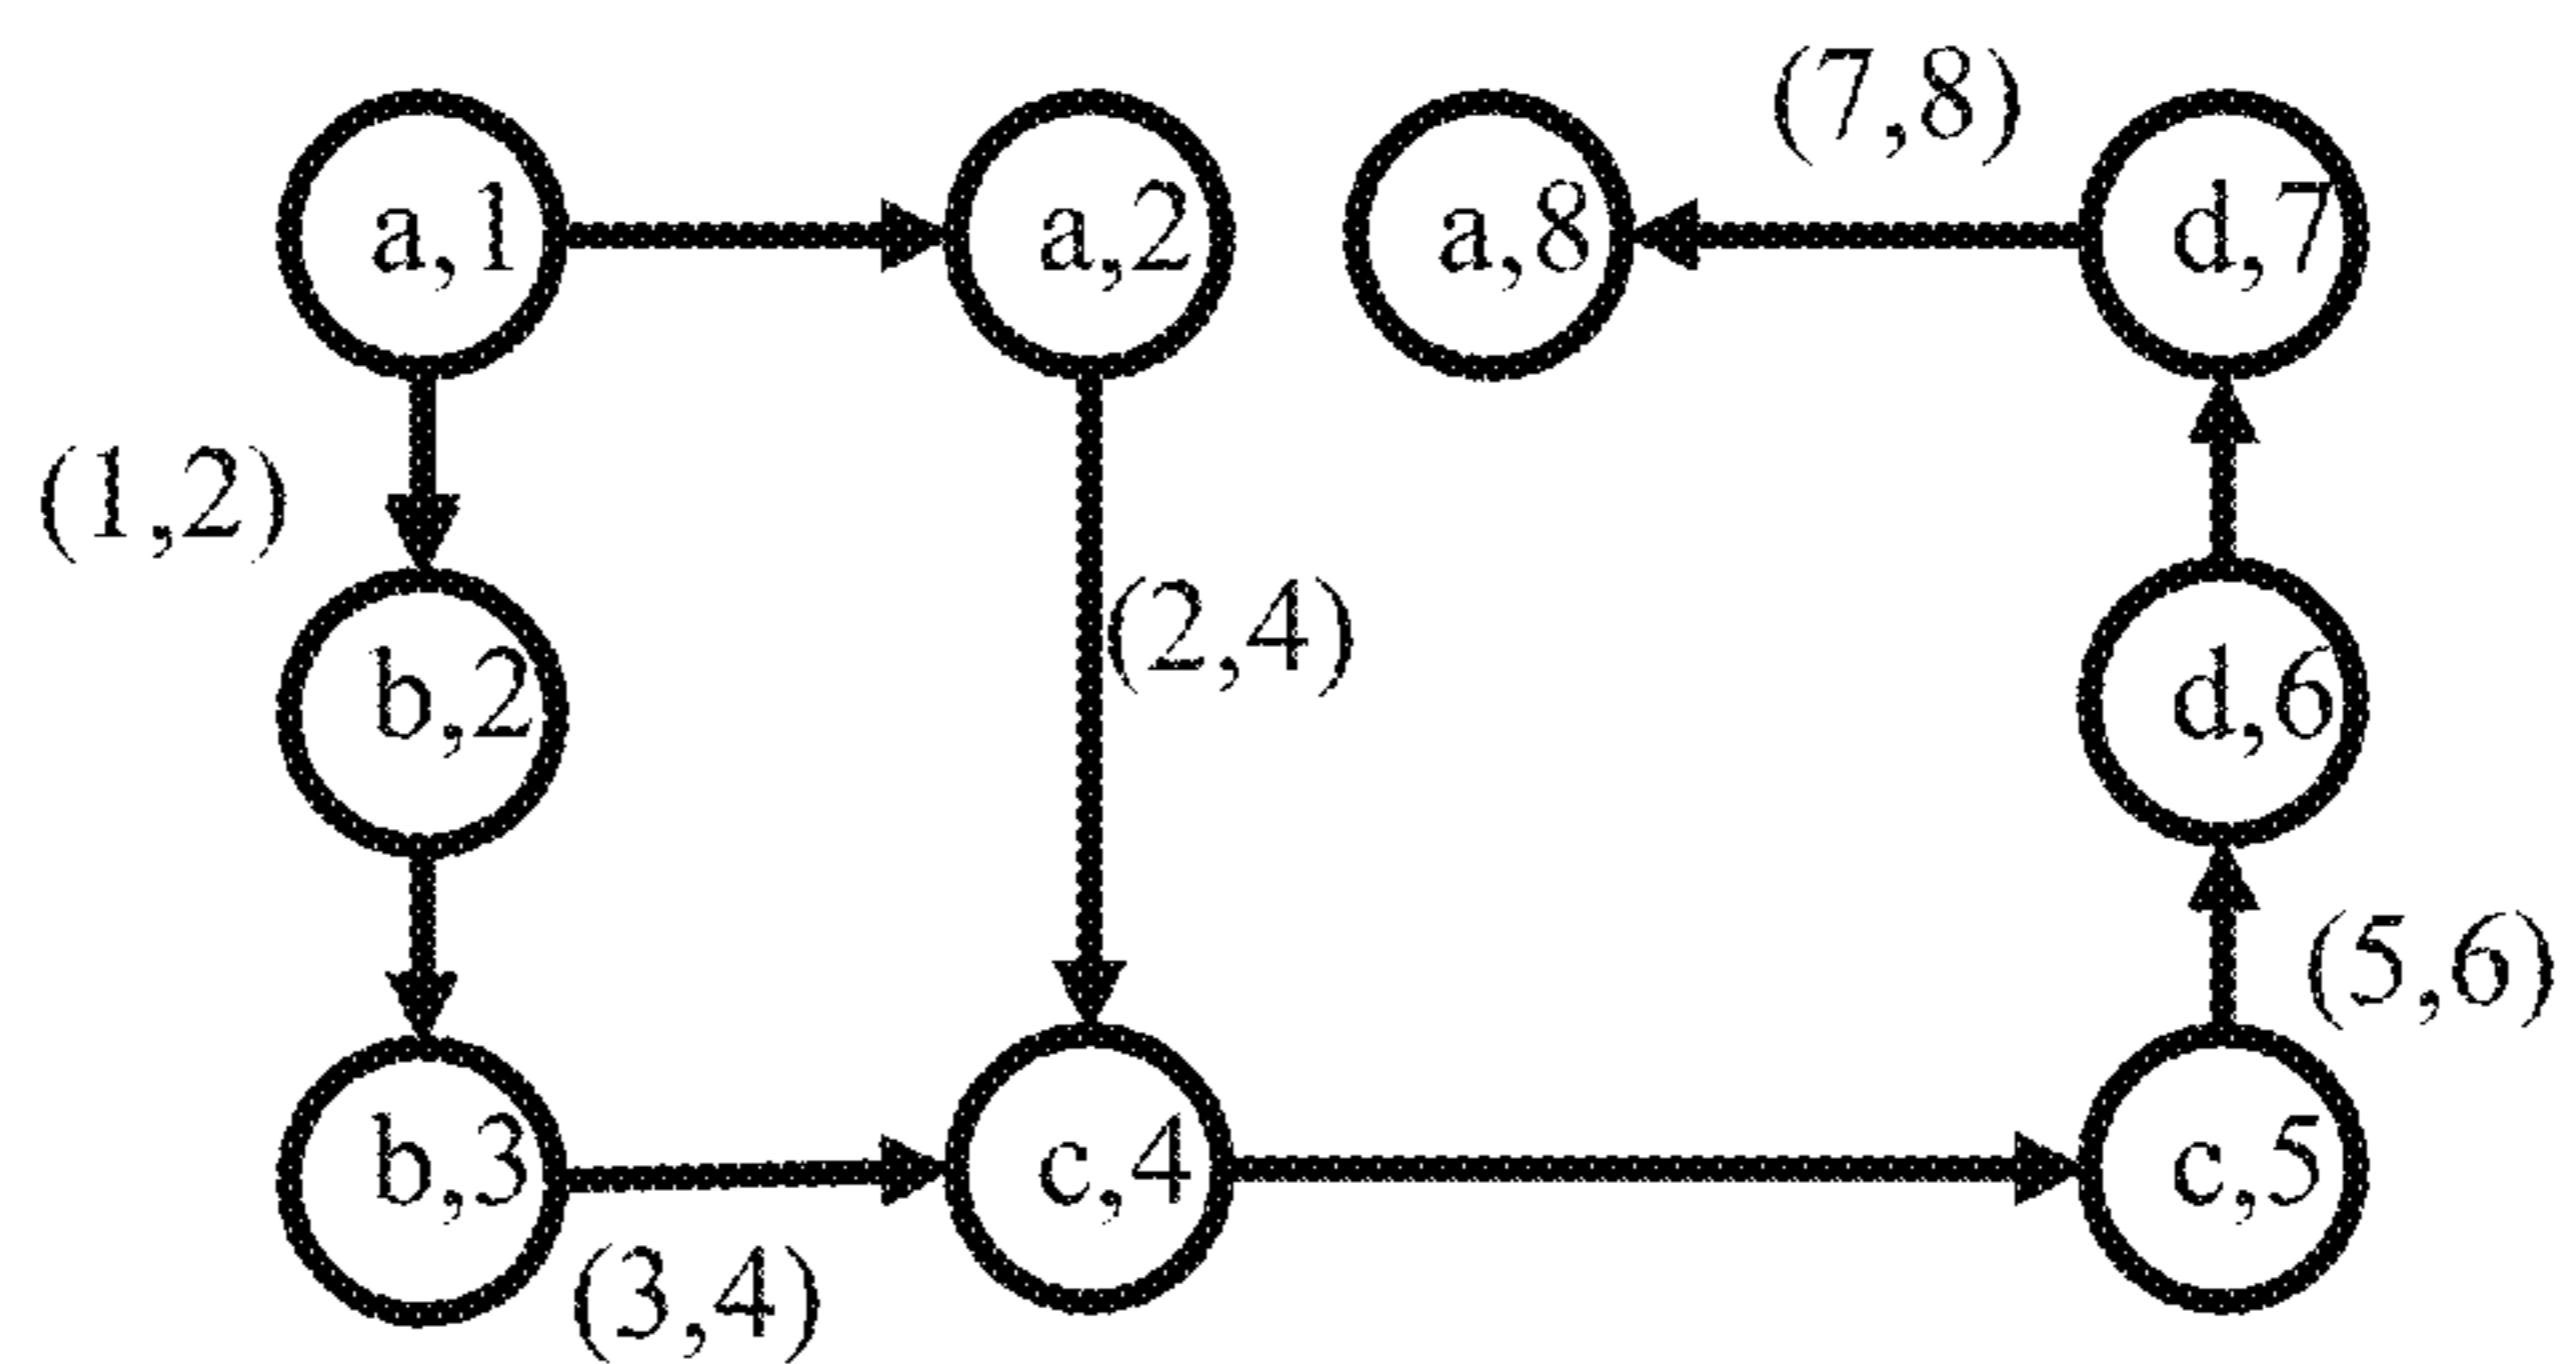 (7,8)
a,1
a,2
a,8
d,7
(1,2)
(2,4)
b,2
d,6
(5,6)
b,3
c,4
c,5
(3,4)